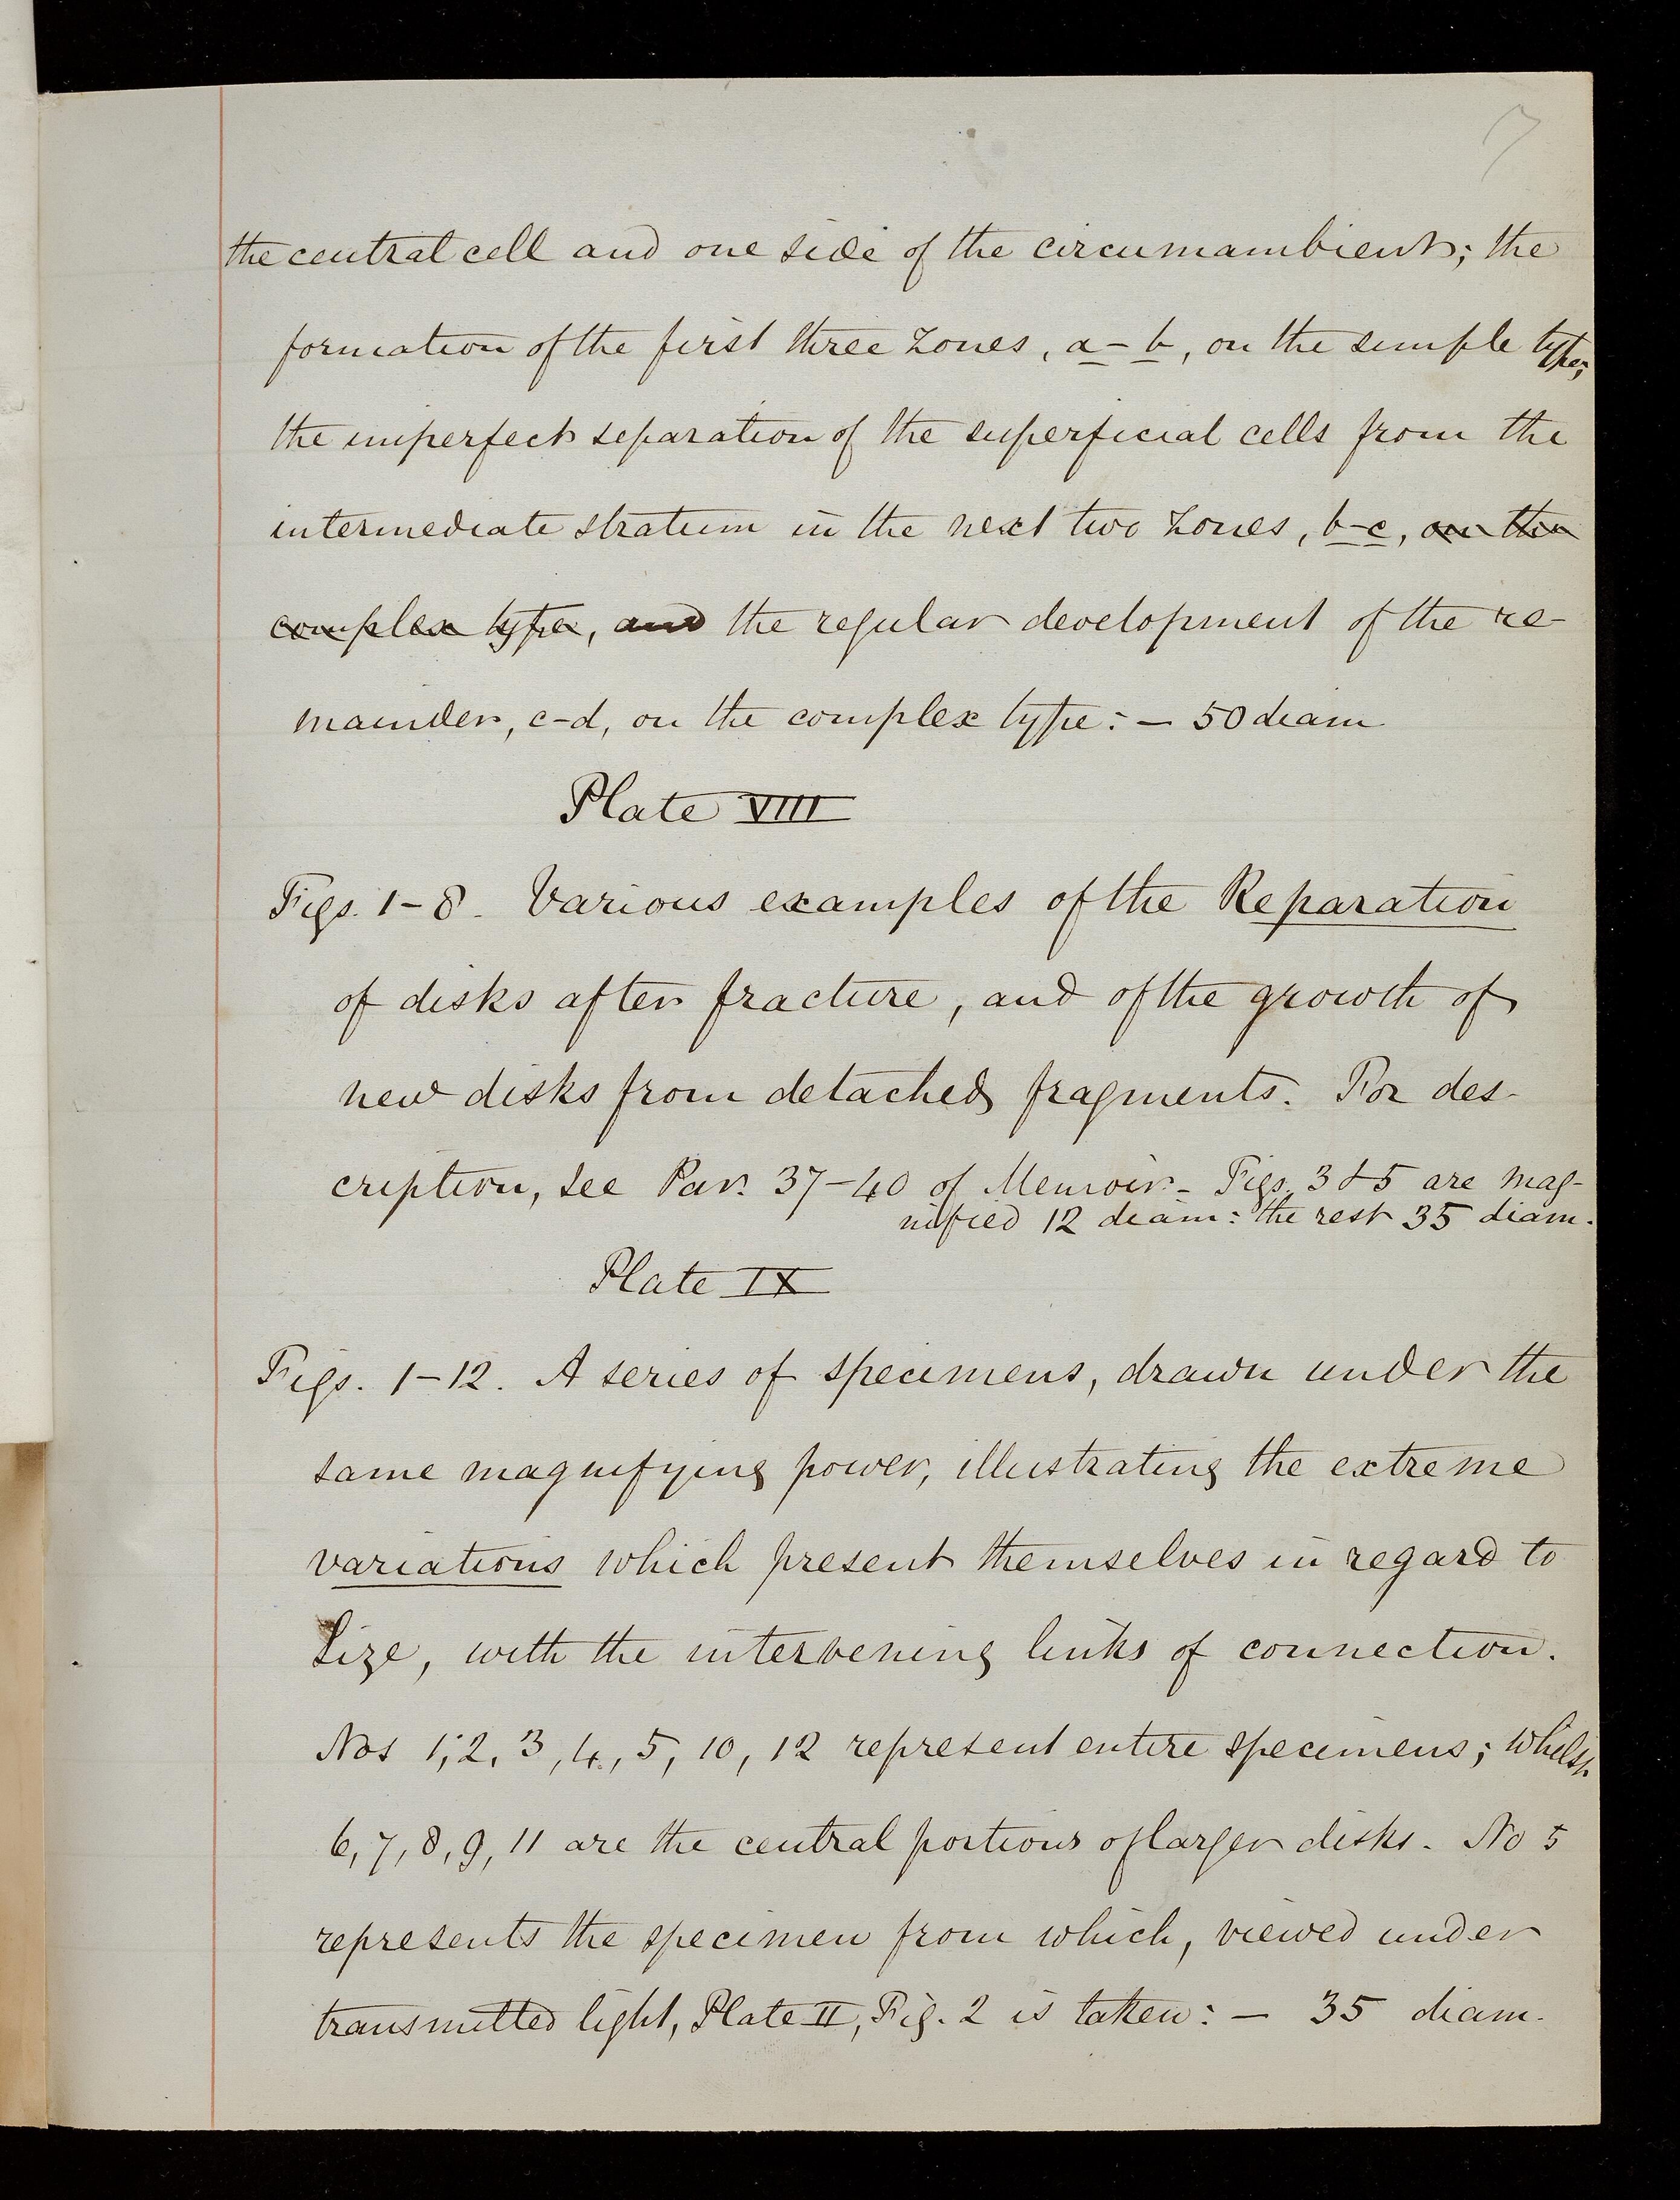 7
the central cell and one side of the circumambient; the
formation of the first three zones, a-b, on the simple type;
the imperfect separation of the superficial cells from the
intermediate stratum in the next two zones, b-c, on the
complex type, and the regular development of the re-
mainder, c-d, on the complex type: — 50 diam
Plate VIII
Figs. 1-8. Various examples of the Reparation
of disks after fracture, and of the growth of
new disks from detached fragments. For des-
cription, see Par. 37-40 of Memoir - Figs. 3 & 5 are mag-
nified 12 diam: the rest 35 diam.
Plate IX
Figs. 1-12. A series of specimens, drawn under the
same magnifying power, illustrating the extreme
variations which present themselves in regard to
size, with the intervening links of connection.
Nos 1, 2, 3, 4, 5, 10, 12 represent entire specimens; whilst
6, 7, 8, 9, 11 are the central portions of larger disks. No 5
represents the specimen from which, viewed under
transmitted light, Plate II, Fig. 2 is taken: — 35 diam.